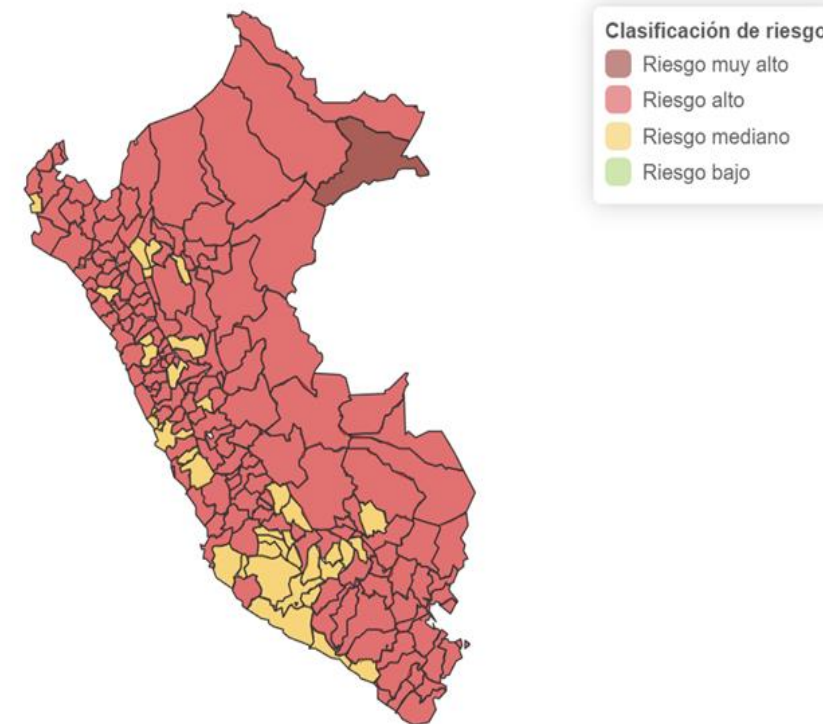 Clasificación de riesgo
Riesgo muy alto
Riesgo alto
Riesgo mediano
Riesgo bajo